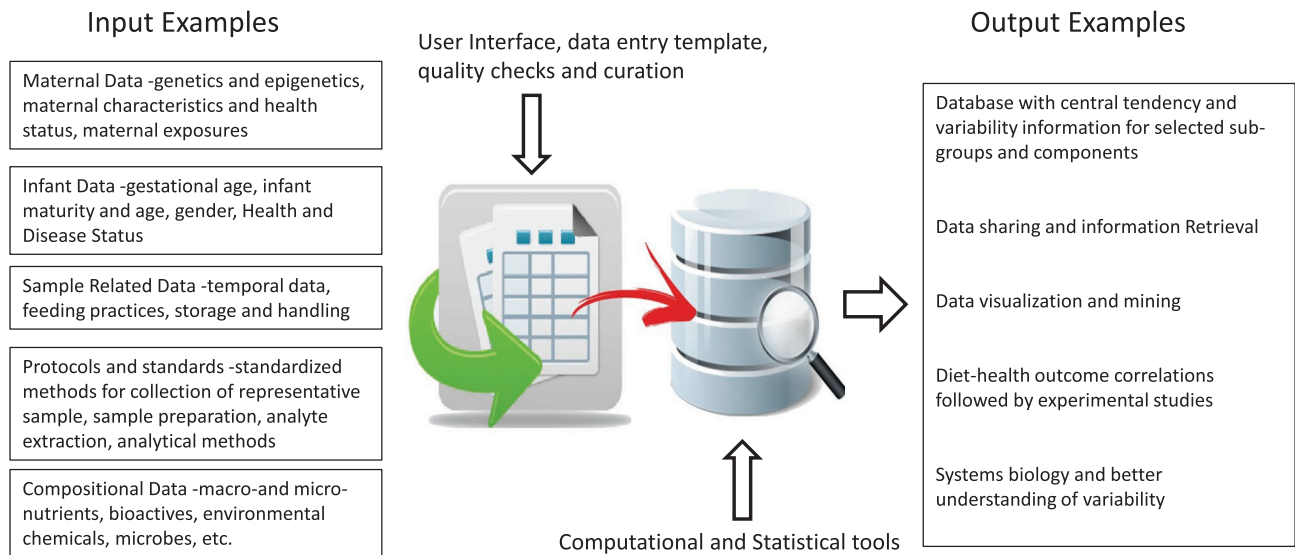 Input Examples
Maternal Data -genetics and epigenetics,
maternal characteristics and health
status, maternal exposures
Infant Data -gestational age, infant
maturity and age, gender, Health and
Disease Status
Sample Related Data -temporal data,
feeding practices, storage and handling
Protocols and standards -standardized
methods for collection of representative
sample, sample preparation, analyte
extraction, analytical methods
Compositional Data -macro-and micro-
nutrients, bioactives, environmental
chemicals, microbes, etc.
User Interface, data entry template,
quality checks and curation
Computational and Statistical tools
Output Examples
Database with central tendency and
variability information for selected sub-
groups and components
Data sharing and information Retrieval
Data visualization and mining
Diet-health outcome correlations
followed by experimental studies
Systems biology and better
understanding of variability